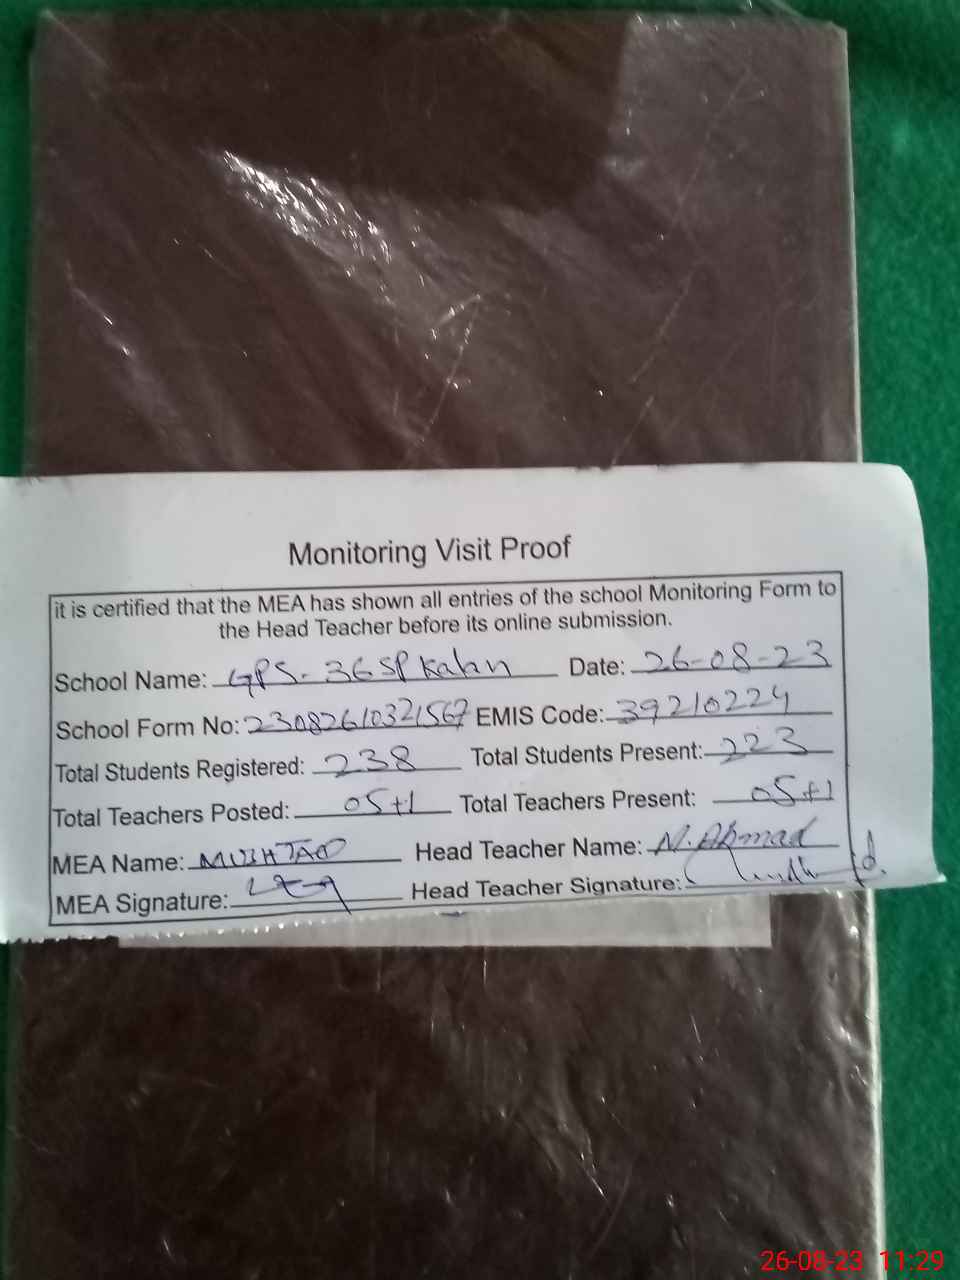 Monitoring Visit Proof
it is certified that the MEA has shown all entries of the school Monitoring Form to
the Head Teacher before its online submission.
School Name: GPS. 36 SP Kalan Date: 26-08-23
School Form No: 23082610321567 EMIS Code: 39210224
Total Students Registered: 238 Total Students Present: 223
Total Teachers Posted: 05+1 Total Teachers Present: 05+1
MEA Name: MUSHTAQ Head Teacher Name: M. Ahmad
MEA Signature: Head Teacher Signature:
26-08-23 11:29